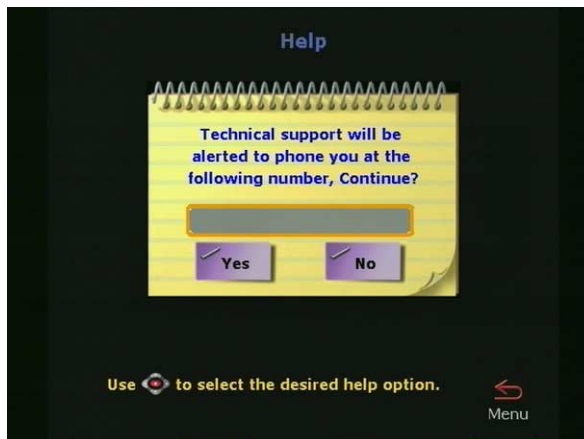 Help
Technical support will be
alerted to phone you at the
following number, Continue?
Yes No
Use to select the desired help option.
Menu